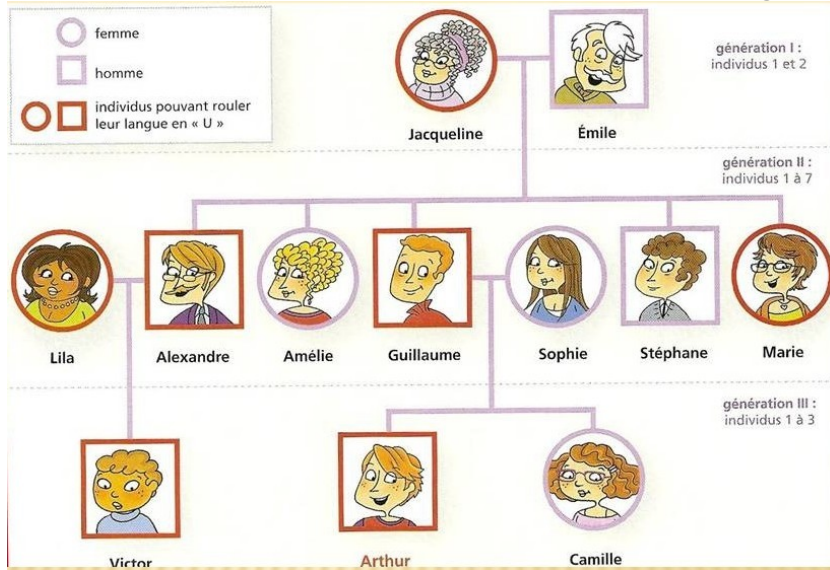 femme
homme
individus pouvant rouler
leur langue en « U »
génération I :
individus 1 et 2
Jacqueline
Émile
génération II :
individus 1 à 7
Lila
Alexandre
Amélie
Guillaume
Sophie
Stéphane
Marie
génération III :
individus 1 à 3
Victor
Arthur
Camille